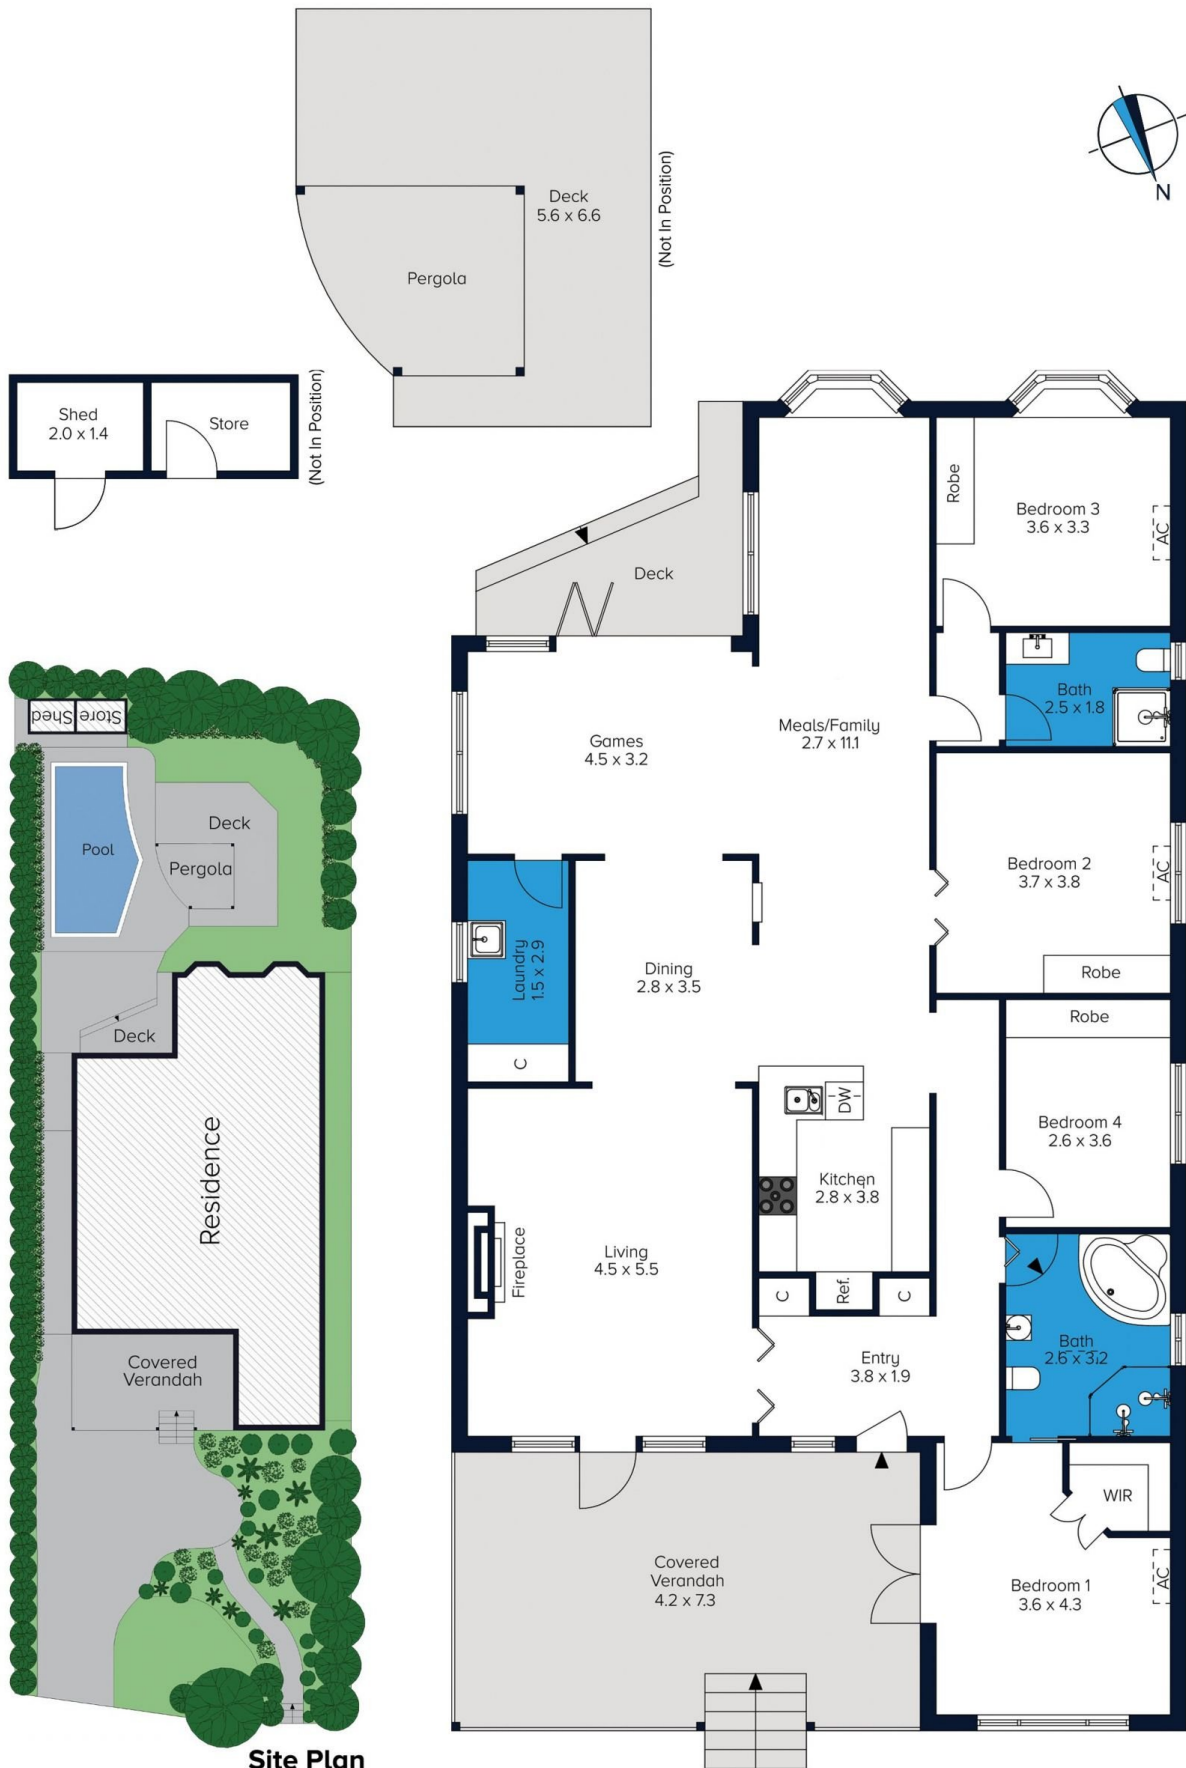 Deck
5.6 x 6.6
(Not In Position)
Pergola
N
Shed
2.0 x 1.4
Store
(Not In Position)
Deck
Robe
Bedroom 3
3.6 x 3.3
AC
Bath
2.5 x 1.8
Games
4.5 x 3.2
Meals/Family
2.7 x 11.1
Bedroom 2
3.7 x 3.8
AC
Robe
Laundry
1.5 x 2.9
C
Dining
2.8 x 3.5
Robe
Bedroom 4
2.6 x 3.6
DW
Kitchen
2.8 x 3.8
Living
4.5 x 5.5
Fireplace
C
Ref.
C
Entry
3.8 x 1.9
Bath
2.6 x 3.2
WIR
Bedroom 1
3.6 x 4.3
AC
Covered
Verandah
4.2 x 7.3
Shed
Store
Pool
Deck
Pergola
Deck
Residence
Covered
Verandah
Site Plan